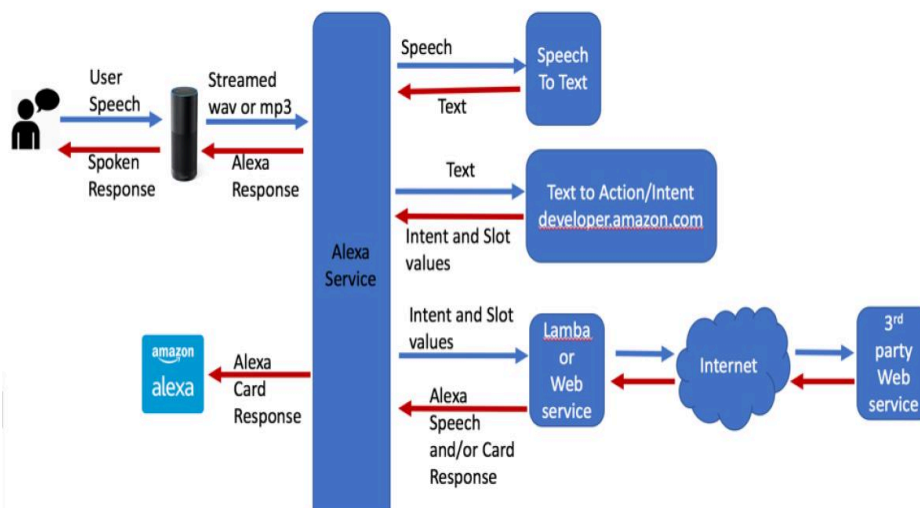 User
Speech
Spoken
Response
Streamed
wav or mp3
Alexa
Response
Alexa
Service
Speech
Text
Speech
To Text
Text
Intent and Slot
values
Text to Action/Intent
developer.amazon.com
Intent and Slot
values
Alexa
Speech
and/or Card
Response
Lamba
or
Web
service
Internet
3rd
party
Web
service
amazon
alexa
Alexa
Card
Response